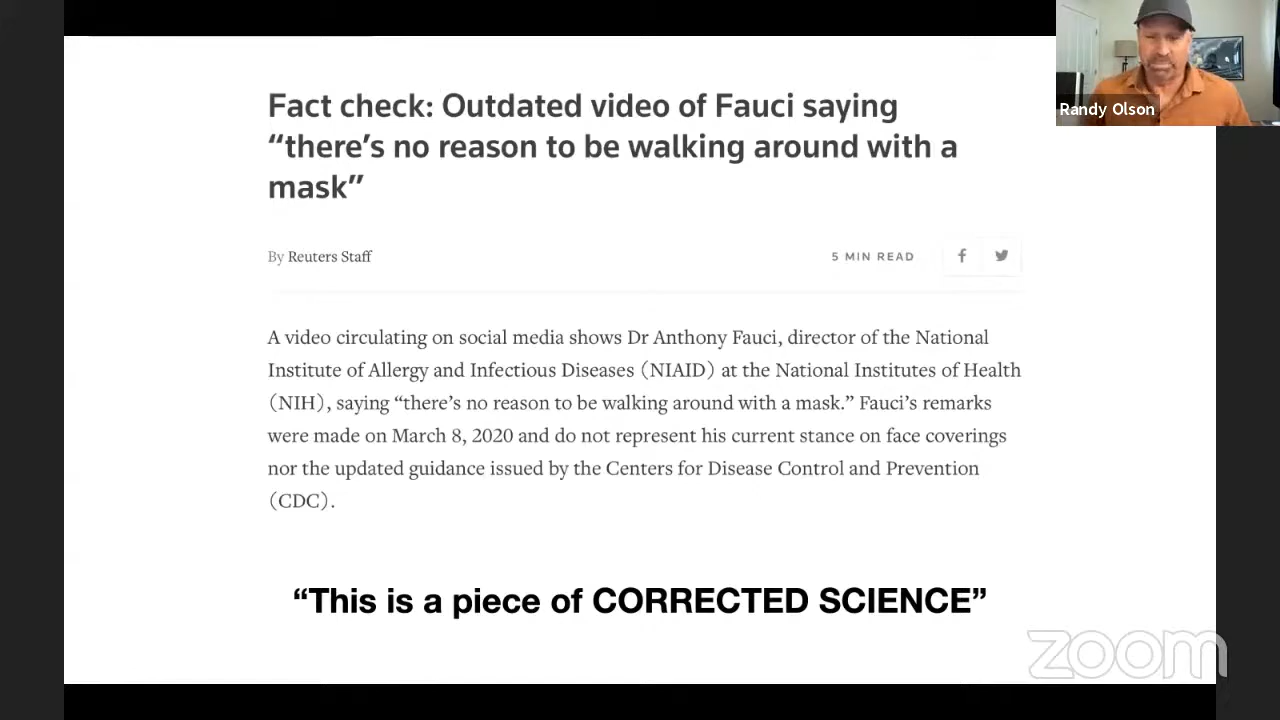 Fact check: Outdated video of Fauci saying
“there’s no reason to be walking around with a
mask”
By Reuters Staff
5 MIN READ
A video circulating on social media shows Dr Anthony Fauci, director of the National
Institute of Allergy and Infectious Diseases (NIAID) at the National Institutes of Health
(NIH), saying “there’s no reason to be walking around with a mask.” Fauci’s remarks
were made on March 8, 2020 and do not represent his current stance on face coverings
nor the updated guidance issued by the Centers for Disease Control and Prevention
(CDC).
“This is a piece of CORRECTED SCIENCE”
Randy Olson
zoom